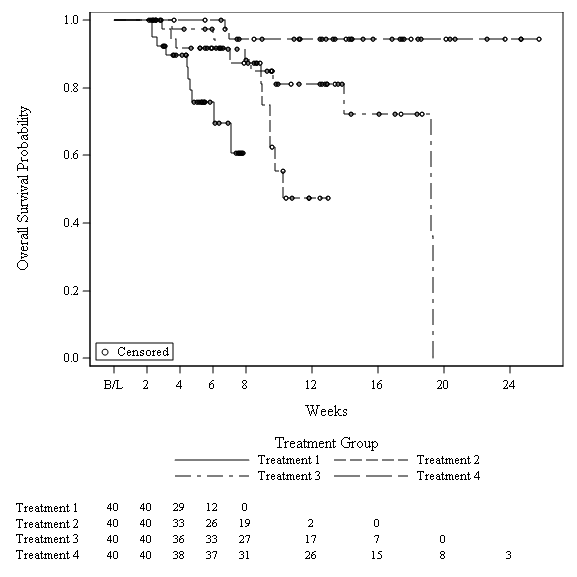 1.0
0.8
0.6
0.4
0.2
0.0
Overall Survival Probability
Censored
B/L 2 4 6 8 12 16 20 24
Weeks
Treatment Group
Treatment 1 Treatment 2
Treatment 3 Treatment 4
Treatment 1 40 40 29 12 0
Treatment 2 40 40 33 26 19 2 0
Treatment 3 40 40 36 33 27 17 7 0
Treatment 4 40 40 38 37 31 26 15 8 3